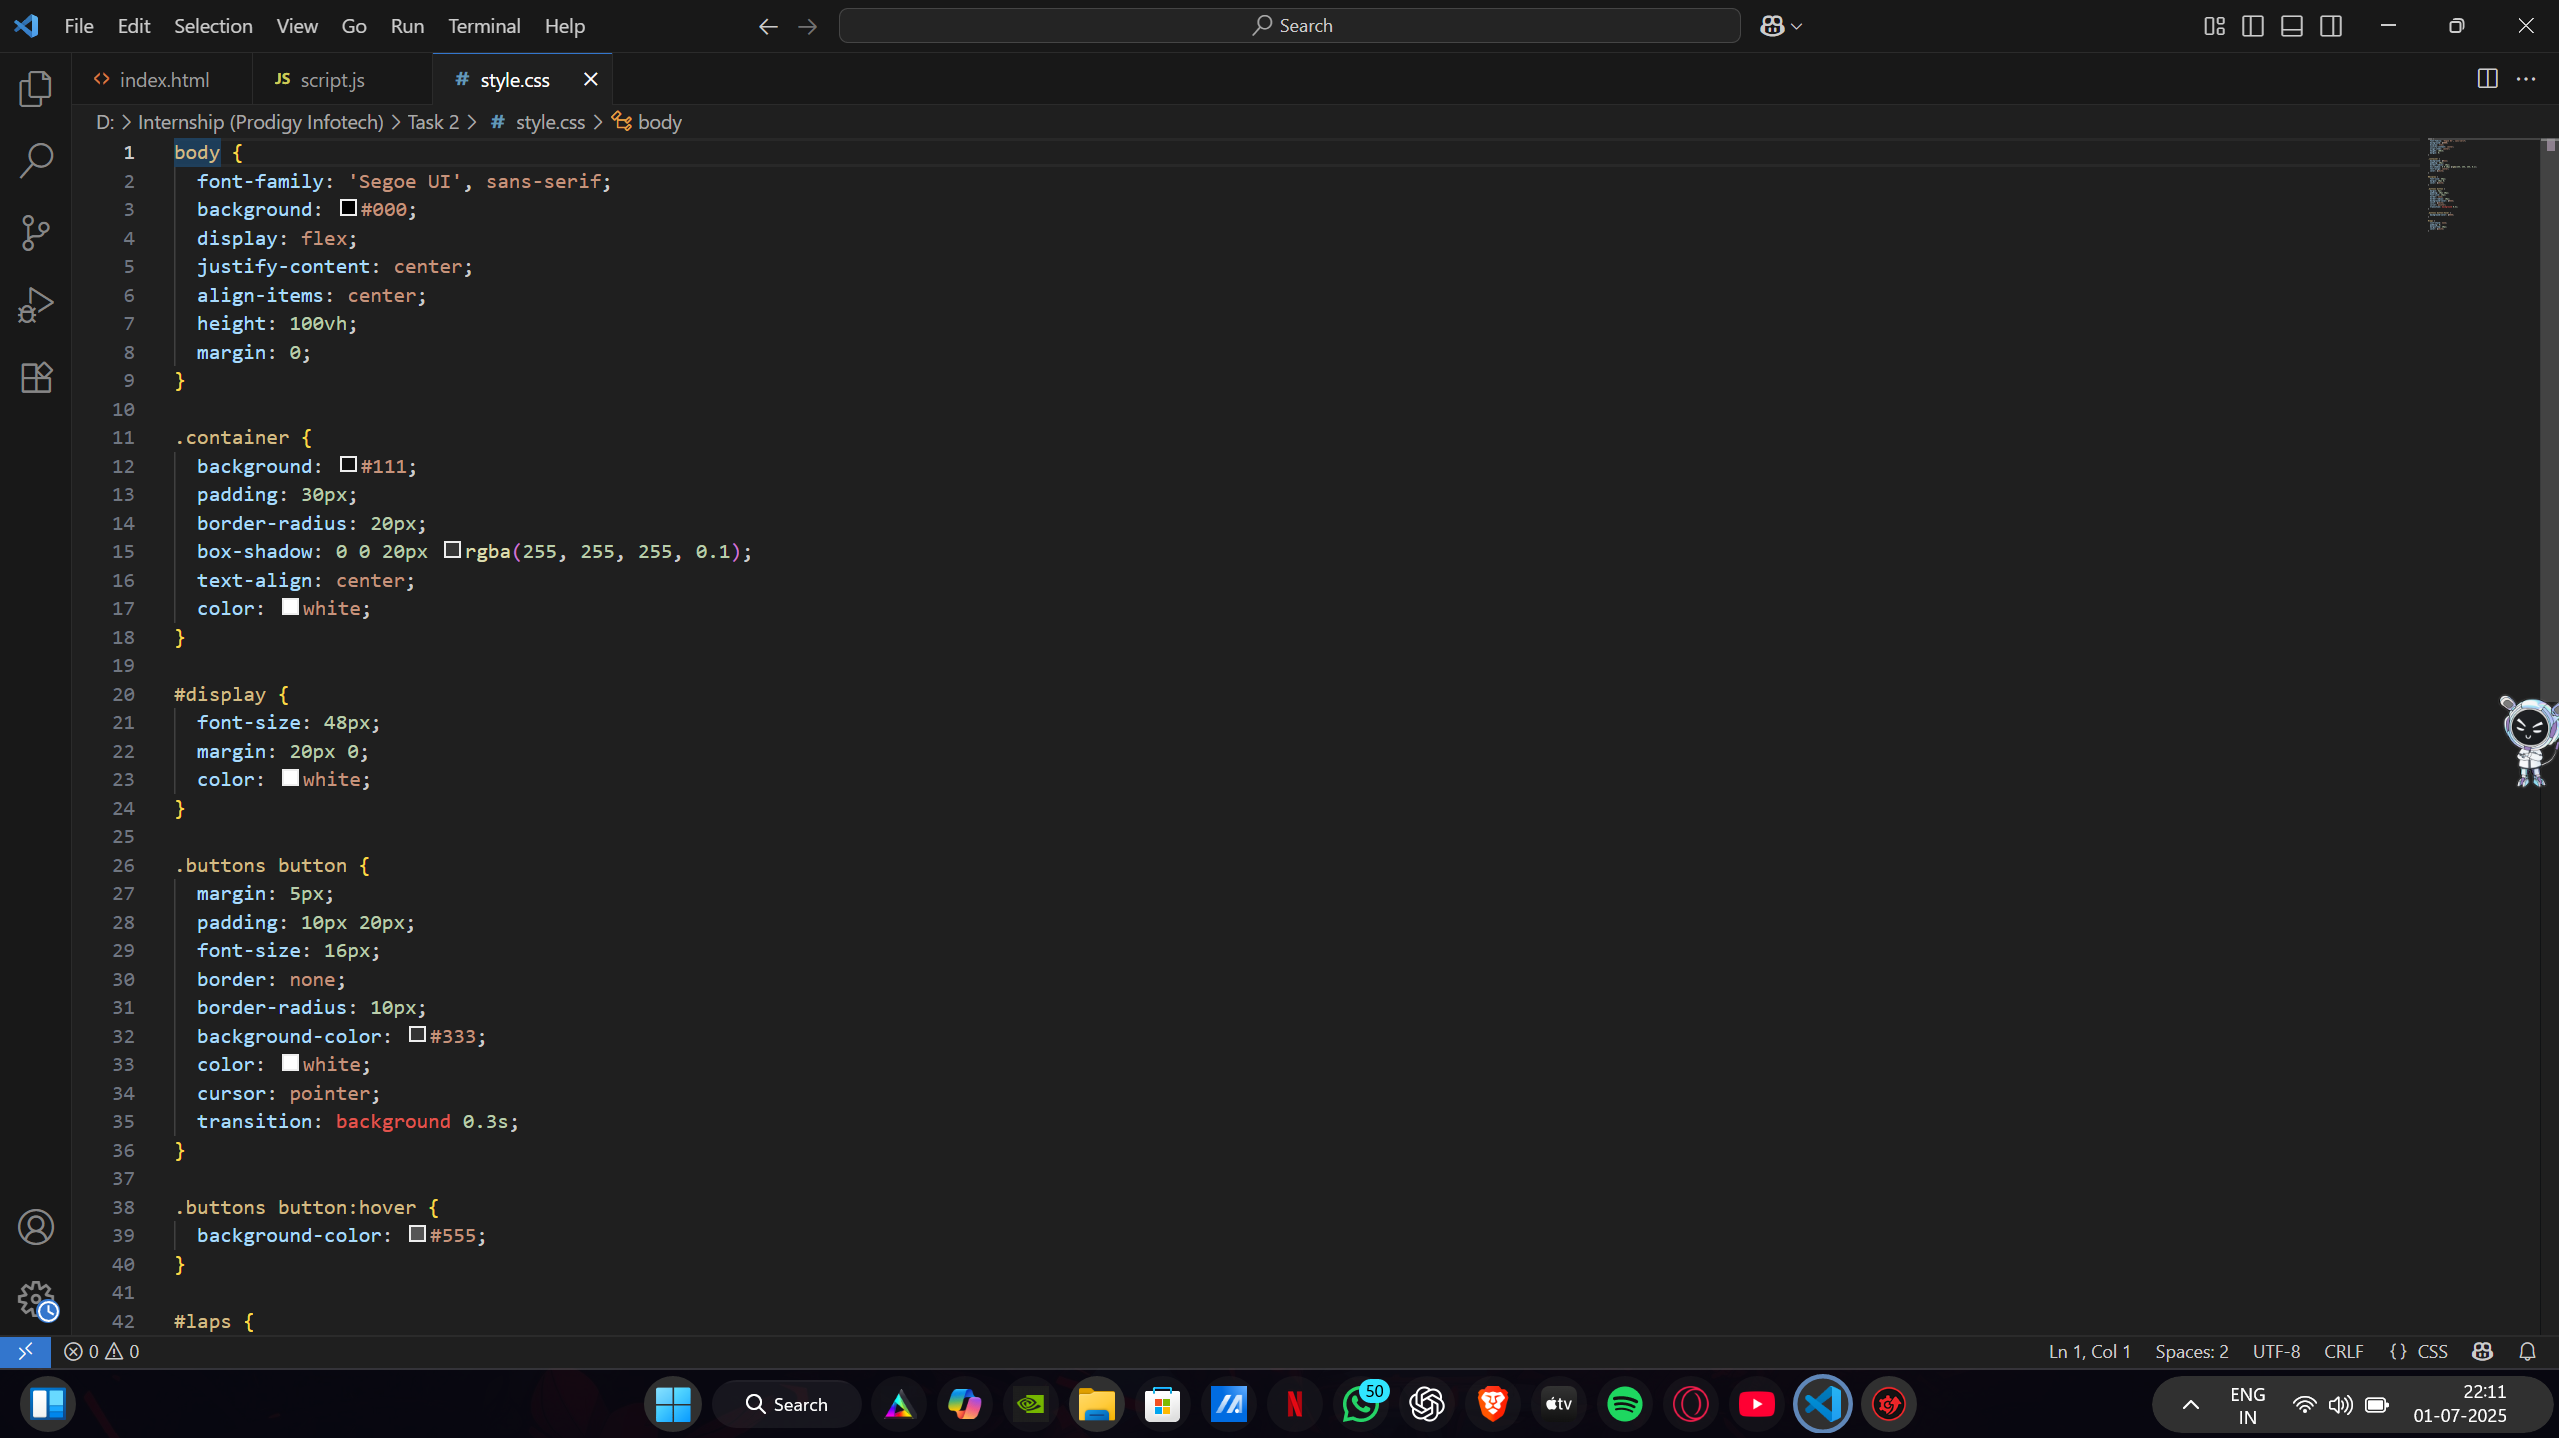 File Edit Selection View Go Run Terminal Help Search
index.html JS script.js # style.css
D: > Internship (Prodigy Infotech) > Task 2 > # style.css > body
1 body {
2 font-family: 'Segoe UI', sans-serif;
3 background: #000;
4 display: flex;
5 justify-content: center;
6 align-items: center;
7 height: 100vh;
8 margin: 0;
9 }
10
11 .container {
12 background: #111;
13 padding: 30px;
14 border-radius: 20px;
15 box-shadow: 0 0 20px rgba(255, 255, 255, 0.1);
16 text-align: center;
17 color: white;
18 }
19
20 #display {
21 font-size: 48px;
22 margin: 20px 0;
23 color: white;
24 }
25
26 .buttons button {
27 margin: 5px;
28 padding: 10px 20px;
29 font-size: 16px;
30 border: none;
31 border-radius: 10px;
32 background-color: #333;
33 color: white;
34 cursor: pointer;
35 transition: background 0.3s;
36 }
37
38 .buttons button:hover {
39 background-color: #555;
40 }
41
42 #laps {
0 0 Ln 1, Col 1 Spaces: 2 UTF-8 CRLF {} CSS
Search N 50 tv ENG 22:11
IN 01-07-2025